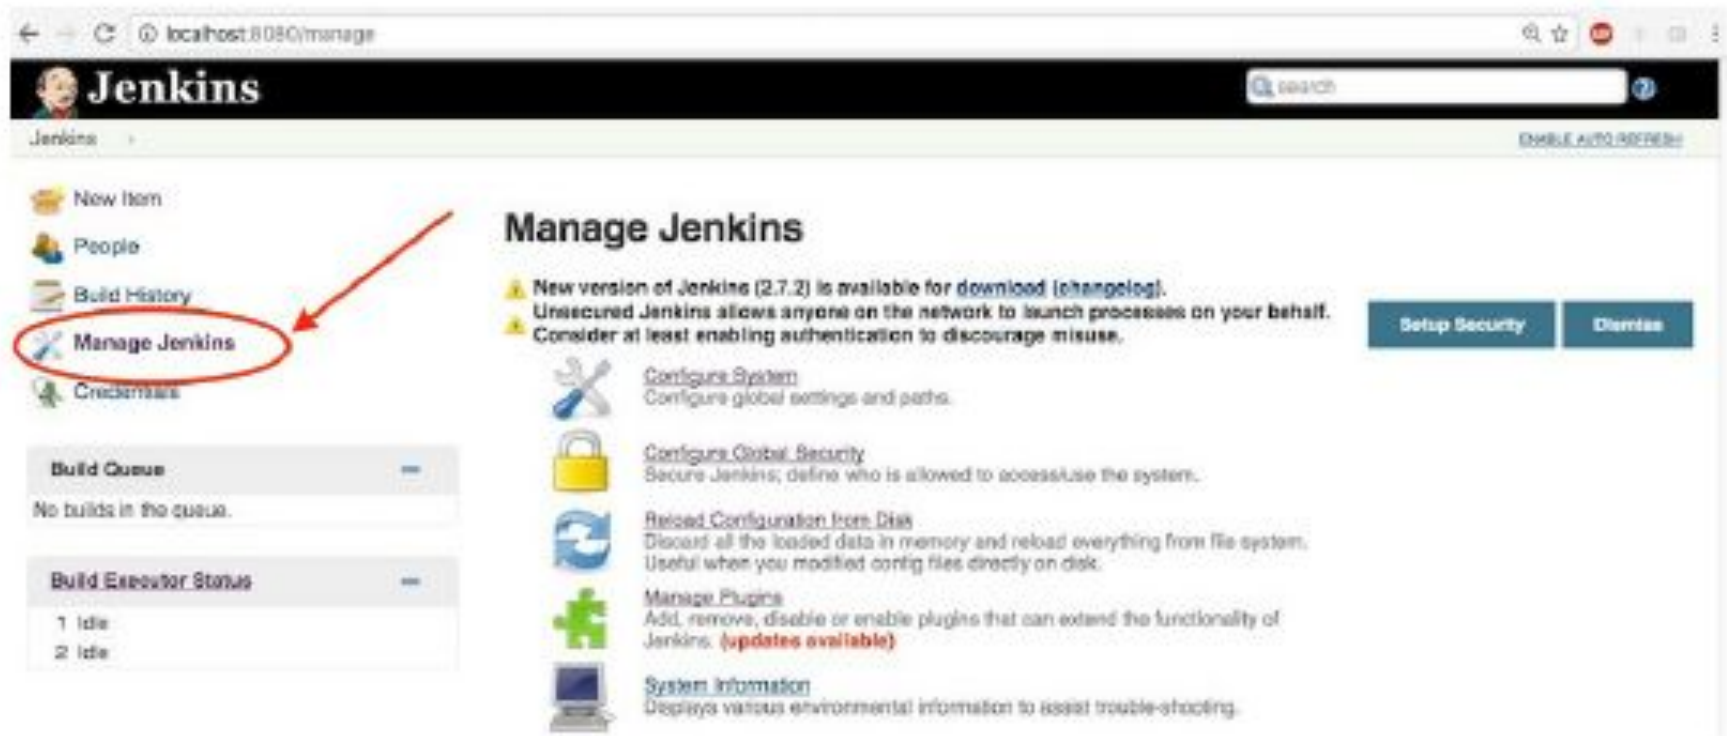 localhost:8080/manage
Jenkins
search
Jenkins
ENABLE AUTO REFRESH
New Item
People
Build History
Manage Jenkins
Credentials
Build Queue
No builds in the queue.
Build Executor Status
1 Idle
2 Idle
Manage Jenkins
New version of Jenkins (2.7.2) is available for download (changelog).
Unsecured Jenkins allows anyone on the network to launch processes on your behalf.
Consider at least enabling authentication to discourage misuse.
Setup Security
Dismiss
Configure System
Configure global settings and paths.
Configure Global Security
Secure Jenkins; define who is allowed to access/use the system.
Reload Configuration from Disk
Discard all the loaded data in memory and reload everything from file system.
Useful when you modified config files directly on disk.
Manage Plugins
Add, remove, disable or enable plugins that can extend the functionality of
Jenkins. (updates available)
System Information
Displays various environmental information to assist trouble-shooting.